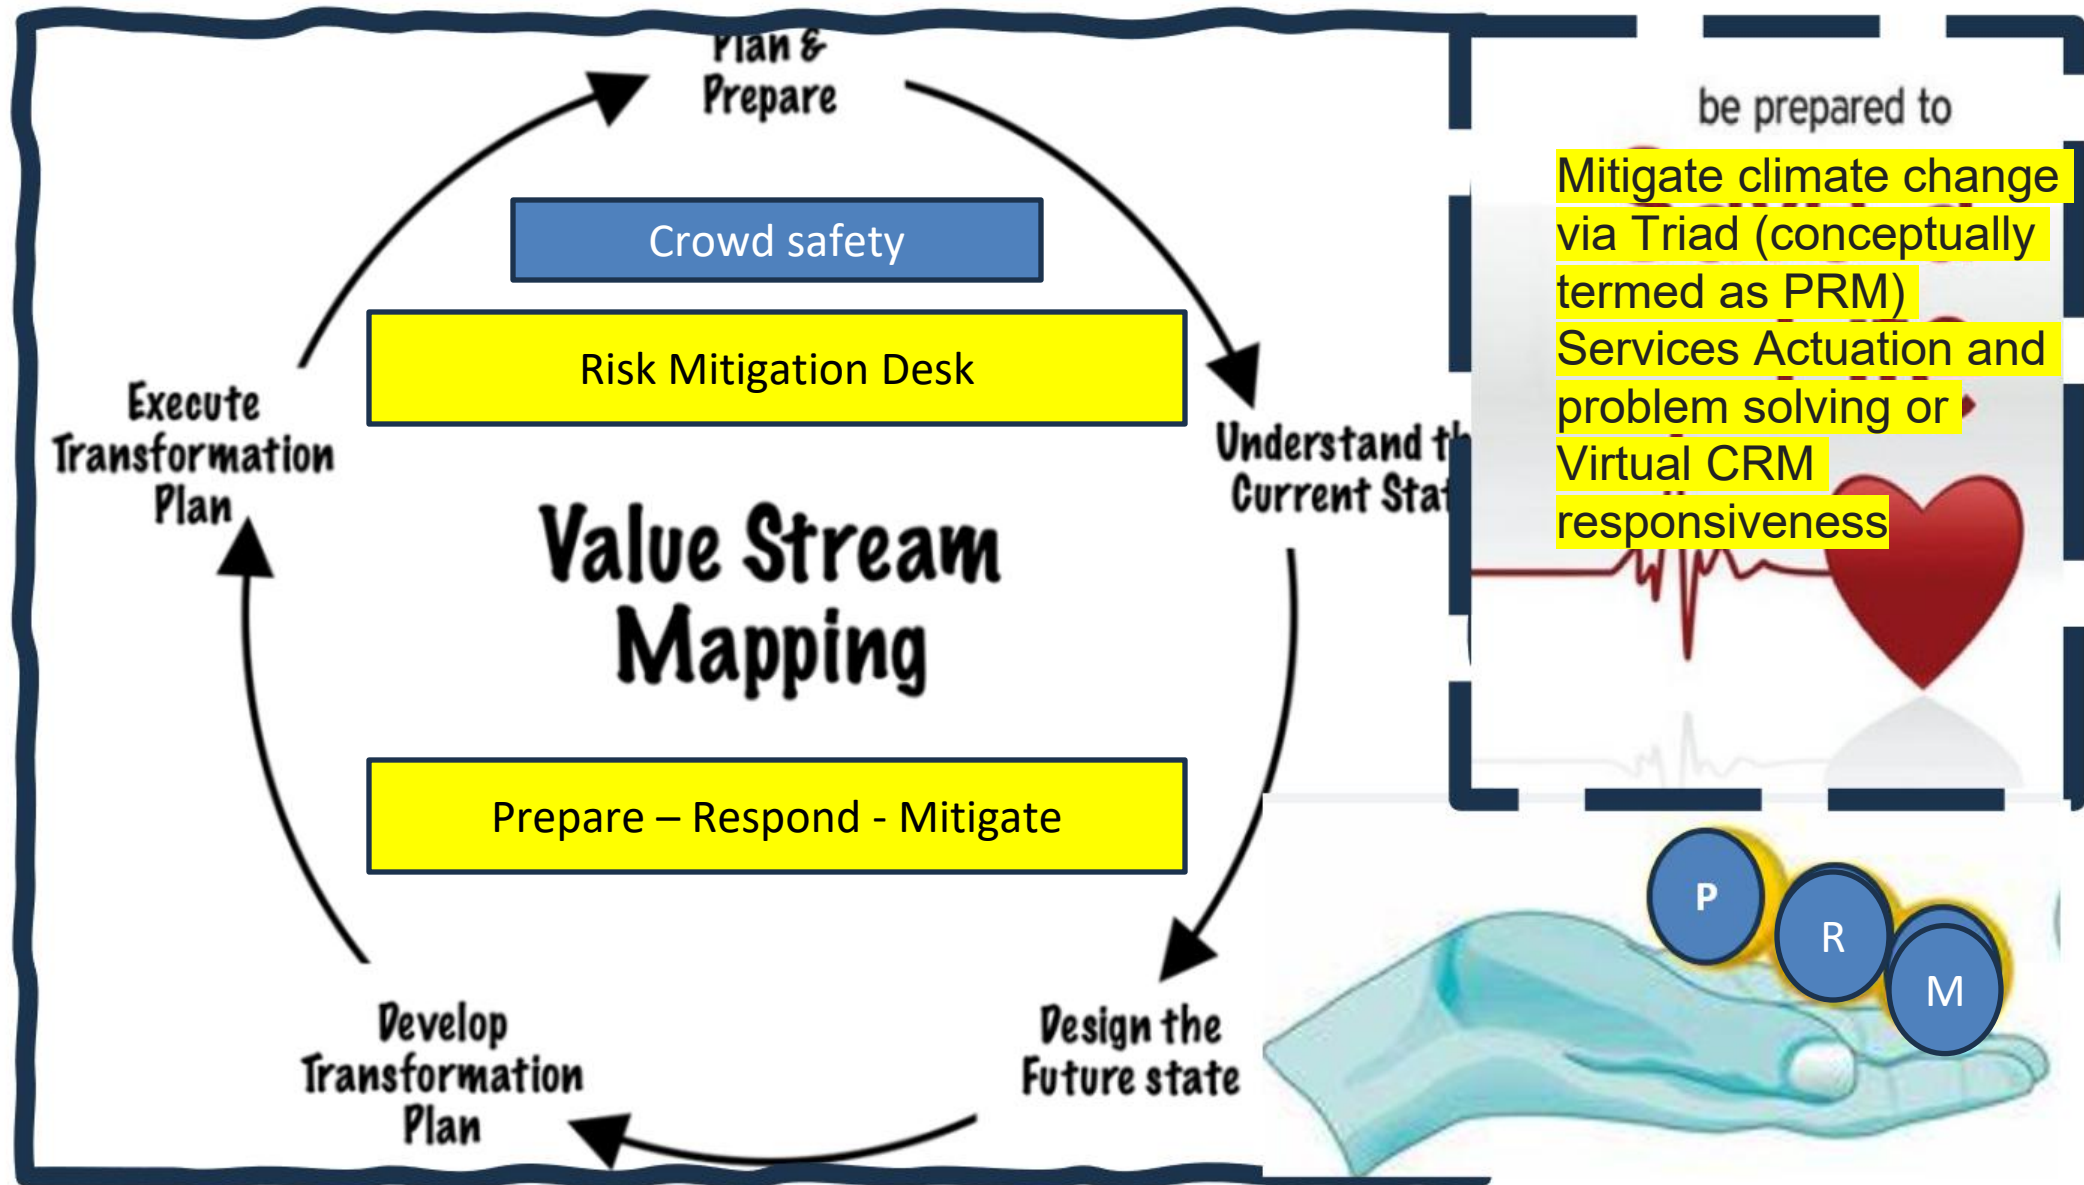 Plan &
Prepare
Crowd safety
Risk Mitigation Desk
Execute
Transformation
Plan
Understand
Current
Value Stream
Mapping
Prepare – Respond - Mitigate
Develop
Transformation
Plan
Design the
Future state
be prepared to
Mitigate climate change
via Triad (conceptually
termed as PRM)
Services Actuation and
problem solving or
Virtual CRM
responsiveness
P
R
M